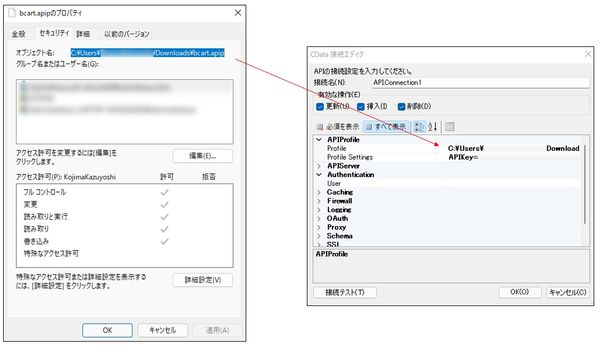 bcart.apipのプロパティ
全般 セキュリティ 詳細 以前のバージョン
オブジェクト名: C:¥Users¥ /Downloads¥bcart.apip
グループ名またはユーザー名(G):
アクセス許可を変更するには[編集]を
クリックします。
編集(E)...
アクセス許可(P): KojimaKazuyoshi 許可 拒否
フル コントロール
変更
読み取りと実行
読み取り
書き込み
特殊なアクセス許可
特殊なアクセス許可または詳細設定を表示する
には、[詳細設定] をクリックします。
詳細設定(V)
OK キャンセル 適用(A)
CData 接続エディタ
APIの接続設定を入力してください。
接続名(N): APIConnection1
有効な操作(E)
更新(U) 挿入(I) 削除(D)
必須を表示 すべて表示
APIProfile
Profile C:¥Users¥ Download
Profile Settings APIKey=
APIServer
Authentication
User
Caching
Firewall
Logging
OAuth
Proxy
Schema
SSL
APIProfile
接続テスト(T) OK(O) キャンセル(C)